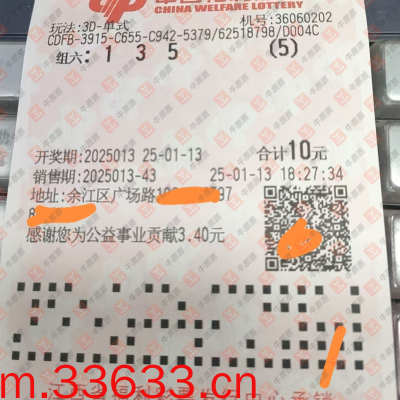 CHINA WELFARE LOTTERY
玩法:3D-单式 机号:36060202
CDFB-3915-C655-C942-5379/62518798/D004C
组六: 1 3 5 (5)
开奖期:2025013 25-01-13 合计10元
销售期:2025013-43 25-01-13 18:27:34
地址:余江区广场路
8
感谢您为公益事业贡献3.40元
m.33633.cn